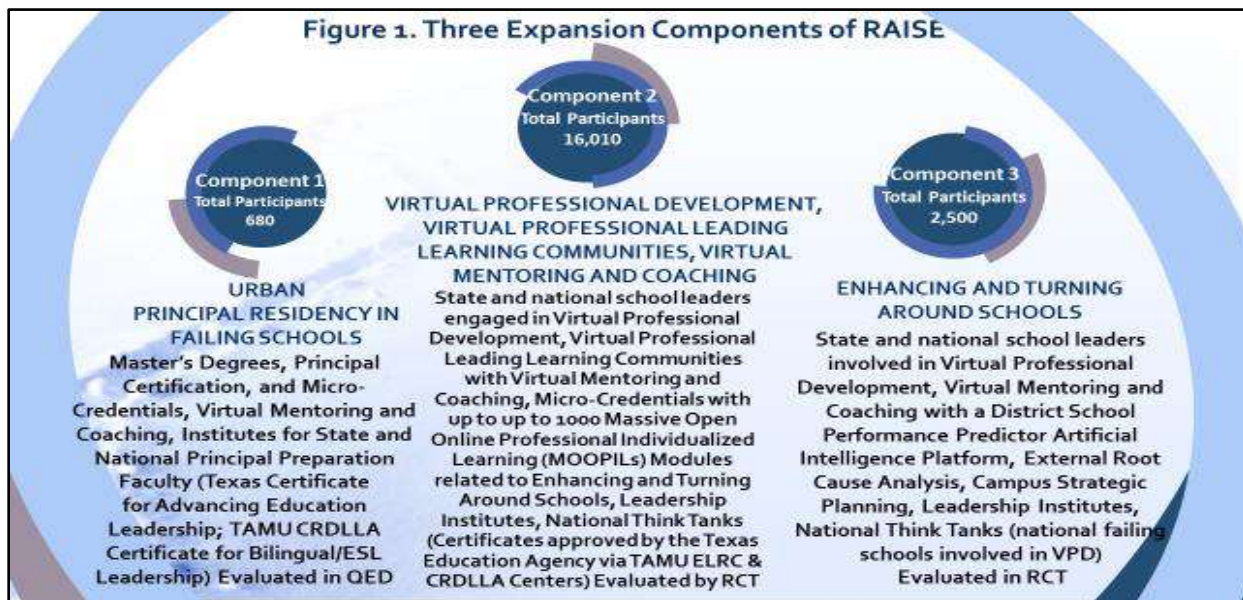 Figure 1. Three Expansion Components of RAISE
Component 1
Total Participants
680
URBAN
PRINCIPAL RESIDENCY IN
FAILING SCHOOLS
Master's Degrees, Principal
Certification, and Micro-
Credentials, Virtual Mentoring and
Coaching, Institutes for State and
National Principal Preparation
Faculty (Texas Certificate
for Advancing Education
Leadership; TAMU CRDLLA
Certificate for Bilingual/ESL
Leadership) Evaluated in QED
Component 2
Total Participants
16,010
VIRTUAL PROFESSIONAL DEVELOPMENT,
VIRTUAL PROFESSIONAL LEADING
LEARNING COMMUNITIES, VIRTUAL
MENTORING AND COACHING
State and national school leaders
engaged in Virtual Professional
Development, Virtual Professional
Leading Learning Communities
with Virtual Mentoring and
Coaching, Micro-Credentials with
up to up to 1000 Massive Open
Online Professional Individualized
Learning (MOOPILs) Modules
related to Enhancing and Turning
Around Schools, Leadership
Institutes, National Think Tanks
(Certificates approved by the Texas
Education Agency via TAMU ELRC &
CRDLLA Centers) Evaluated by RCT
Component 3
Total Participants
2,500
ENHANCING AND TURNING
AROUND SCHOOLS
State and national school leaders
involved in Virtual Professional
Development, Virtual Mentoring and
Coaching with a District School
Performance Predictor Artificial
Intelligence Platform, External Root
Cause Analysis, Campus Strategic
Planning, Leadership Institutes,
National Think Tanks (national failing
schools involved in VPD)
Evaluated in RCT